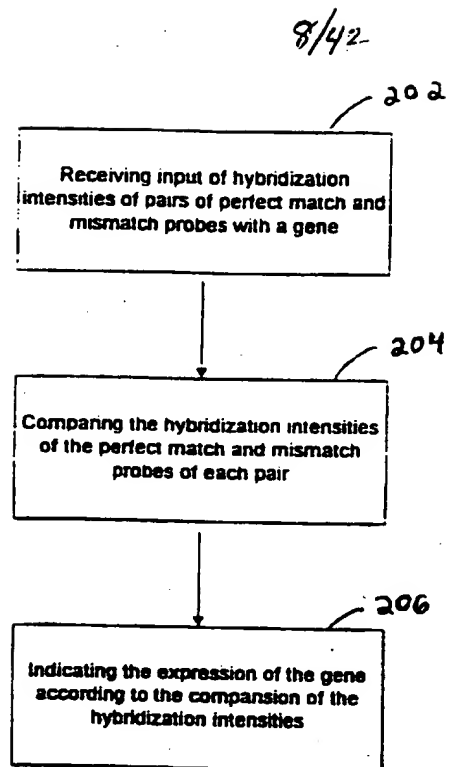 8/42
202
Receiving input of hybridization
intensities of pairs of perfect match and
mismatch probes with a gene
204
Comparing the hybridization intensities
of the perfect match and mismatch
probes of each pair
206
Indicating the expression of the gene
according to the comparison of the
hybridization intensities